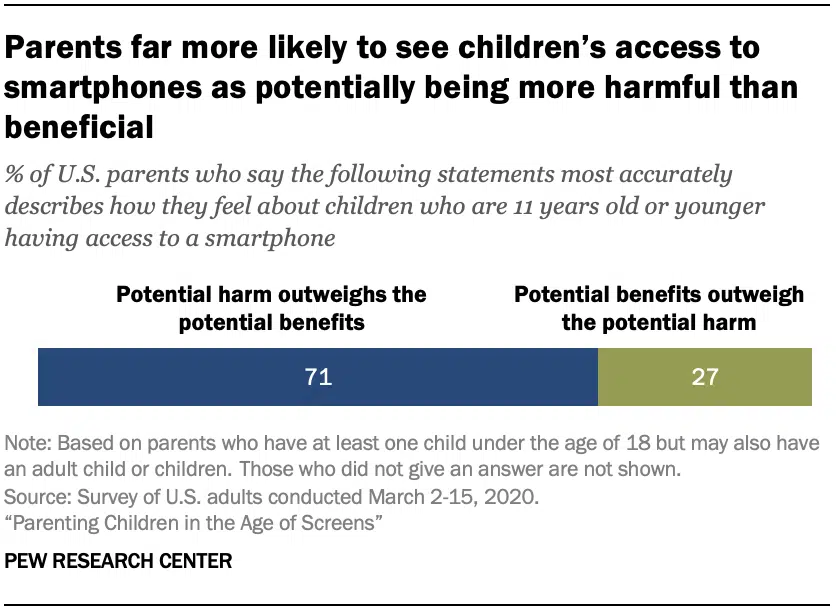 Parents far more likely to see children’s access to
smartphones as potentially being more harmful than
beneficial
% of U.S. parents who say the following statements most accurately
describes how they feel about children who are 11 years old or younger
having access to a smartphone
Potential harm outweighs the
potential benefits
Potential benefits outweigh
the potential harm
71
27
Note: Based on parents who have at least one child under the age of 18 but may also have
an adult child or children. Those who did not give an answer are not shown.
Source: Survey of U.S. adults conducted March 2-15, 2020.
“Parenting Children in the Age of Screens”
PEW RESEARCH CENTER